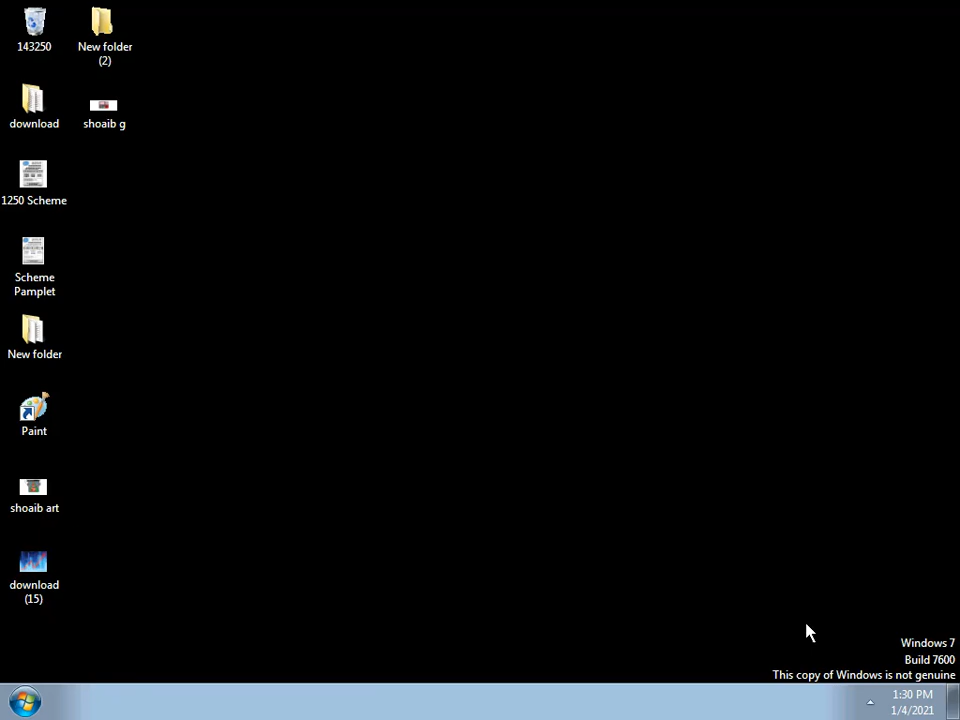 143250
New folder
(2)
download
shoaib g
1250 Scheme
Scheme
Pamplet
New folder
Paint
shoaib art
download
(15)
Windows 7
Build 7600
This copy of Windows is not genuine
1:30 PM
1/4/2021